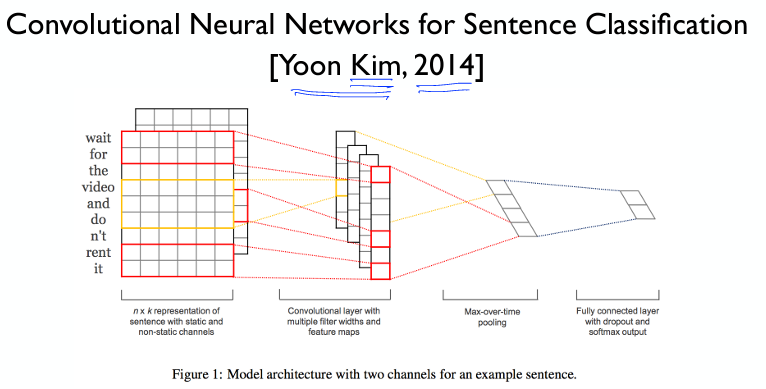 Convolutional Neural Networks for Sentence Classification
[Yoon Kim, 2014]
wait
for
the
video
and
do
n't
rent
it
n x k representation of
sentence with static and
non-static channels
Convolutional layer with
multiple filter widths and
feature maps
Max-over-time
pooling
Fully connected layer
with dropout and
softmax output
Figure 1: Model architecture with two channels for an example sentence.